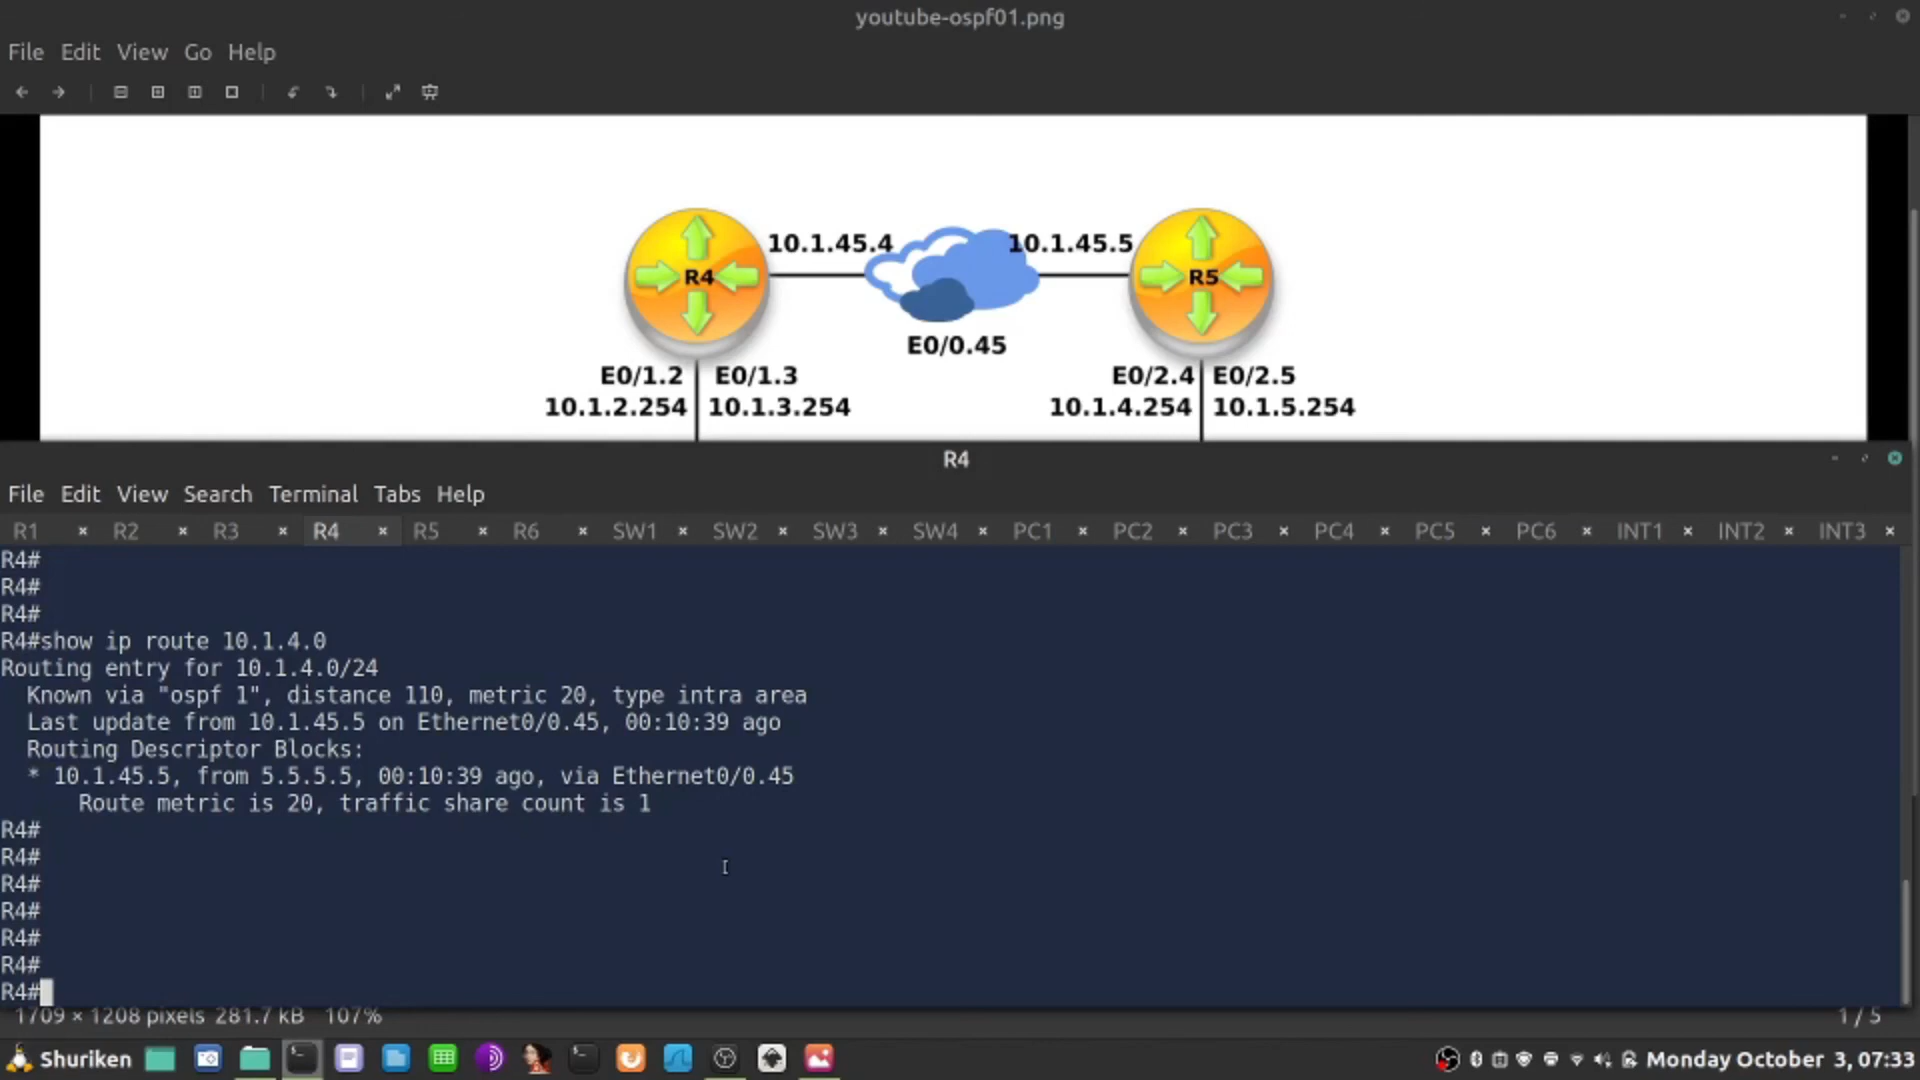 youtube-ospf01.png
File Edit View Go Help
10.1.45.4 10.1.45.5
R4 R5
E0/0.45
E0/1.2 E0/1.3 E0/2.4 E0/2.5
10.1.2.254 10.1.3.254 10.1.4.254 10.1.5.254
R4
File Edit View Search Terminal Tabs Help
R1 × R2 × R3 × R4 × R5 × R6 × SW1 × SW2 × SW3 × SW4 × PC1 × PC2 × PC3 × PC4 × PC5 × PC6 × INT1 × INT2 × INT3 ×
R4#
R4#
R4#
R4#show ip route 10.1.4.0
Routing entry for 10.1.4.0/24
Known via "ospf 1", distance 110, metric 20, type intra area
Last update from 10.1.45.5 on Ethernet0/0.45, 00:10:39 ago
Routing Descriptor Blocks:
* 10.1.45.5, from 5.5.5.5, 00:10:39 ago, via Ethernet0/0.45
Route metric is 20, traffic share count is 1
R4#
R4#
R4#
R4#
R4#
R4#
R4#
1709 × 1208 pixels 281.7 kB 107% 1 / 5
Shuriken Monday October 3, 07:33